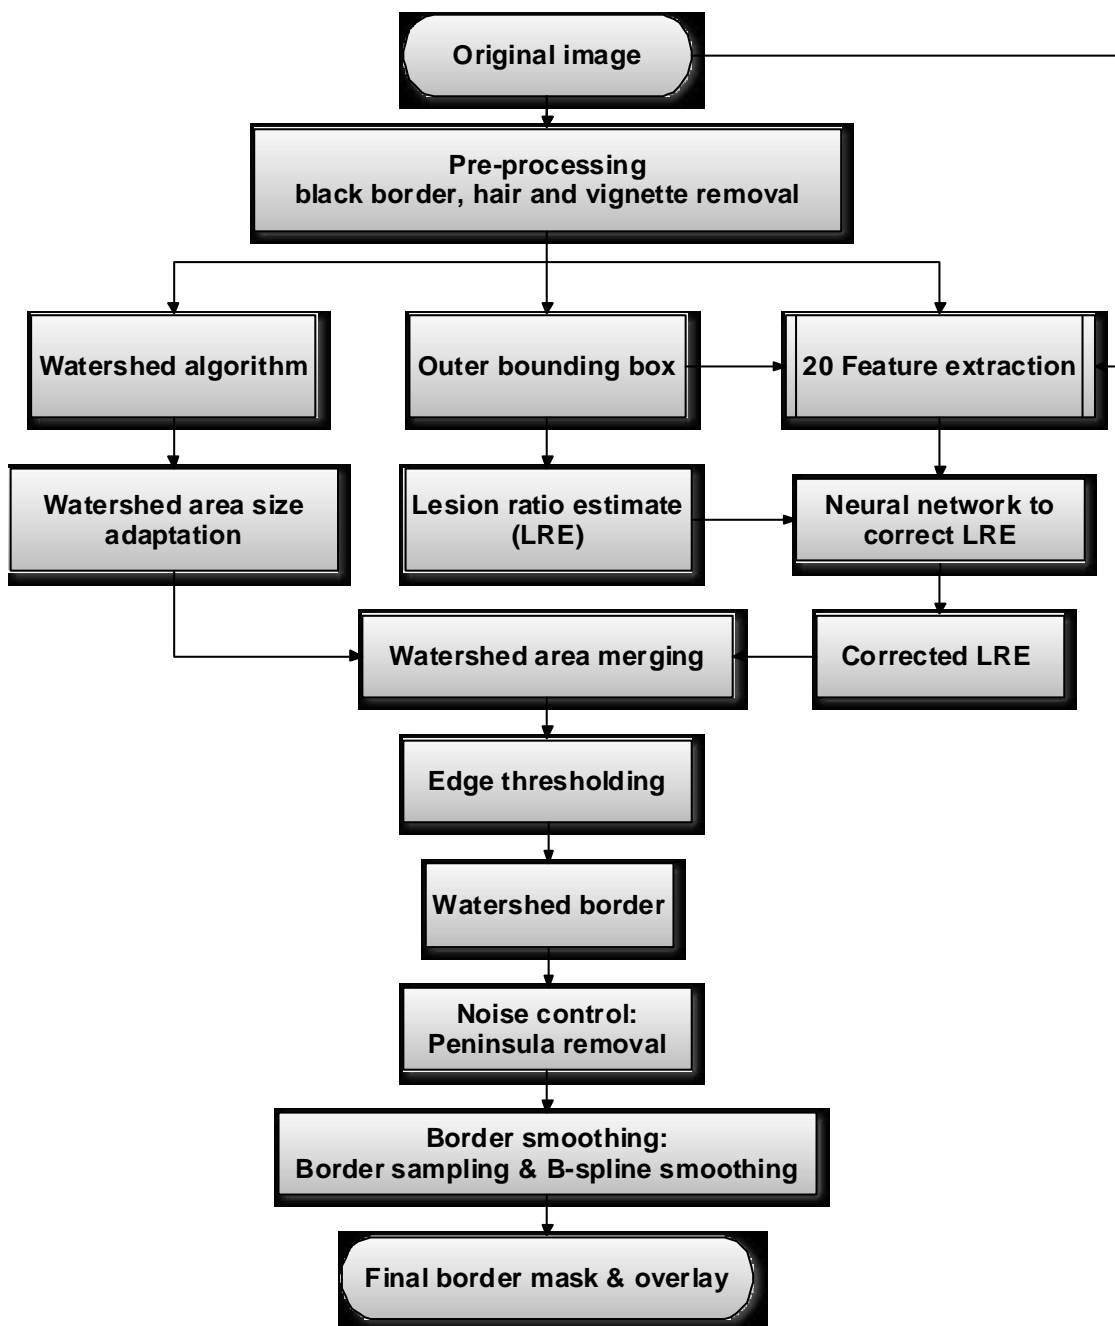 Original image
Pre-processing
black border, hair and vignette removal
Watershed algorithm
Outer bounding box
20 Feature extraction
Watershed area size
adaptation
Lesion ratio estimate
(LRE)
Neural network to
correct LRE
Watershed area merging
Corrected LRE
Edge thresholding
Watershed border
Noise control:
Peninsula removal
Border smoothing:
Border sampling & B-spline smoothing
Final border mask & overlay